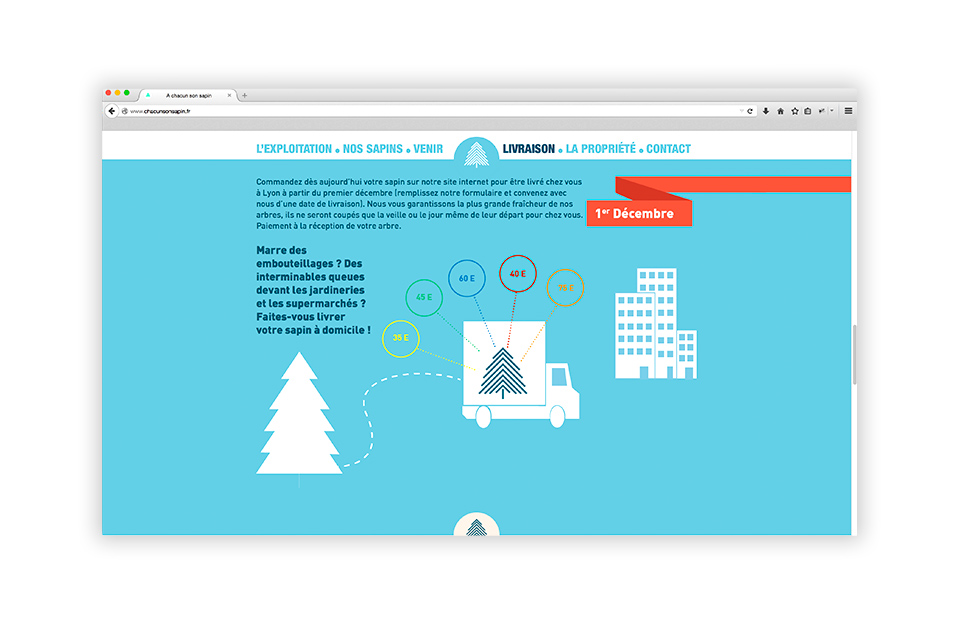 A chacun son sapin
www.chacunsonsapin.fr
L'EXPLOITATION • NOS SAPINS • VENIR
LIVRAISON • LA PROPRIÉTÉ • CONTACT
Commandez dès aujourd'hui votre sapin sur notre site internet pour être livré chez vous
à Lyon à partir du premier décembre (remplissez notre formulaire et convenez avec
nous d'une date de livraison). Nous vous garantissons la plus grande fraîcheur de nos
arbres, ils ne seront coupés que la veille ou le jour même de leur départ pour chez vous.
Paiement à la réception de votre arbre.
1er Décembre
Marre des
embouteillages ? Des
interminables queues
devant les jardineries
et les supermarchés ?
Faites-vous livrer
votre sapin à domicile !
35 E
45 E
60 E
40 E